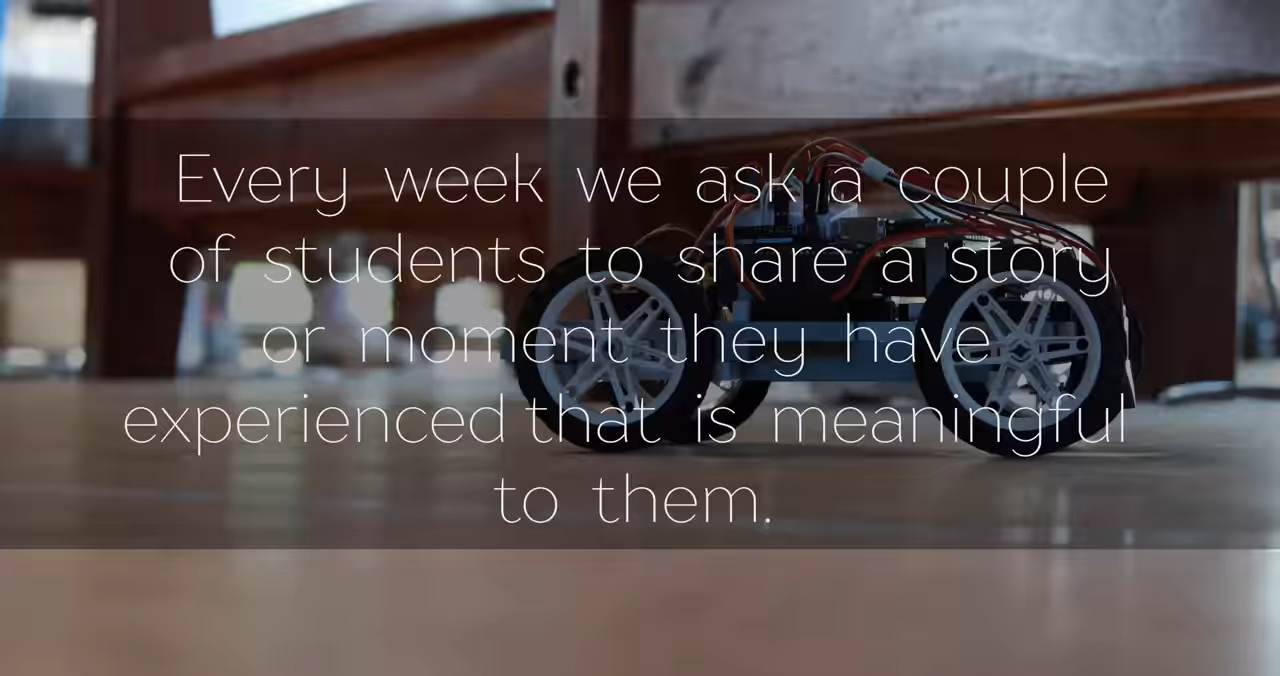 Every week we ask a couple
of students to share a story
or moment they have
experienced that is meaningful
to them.